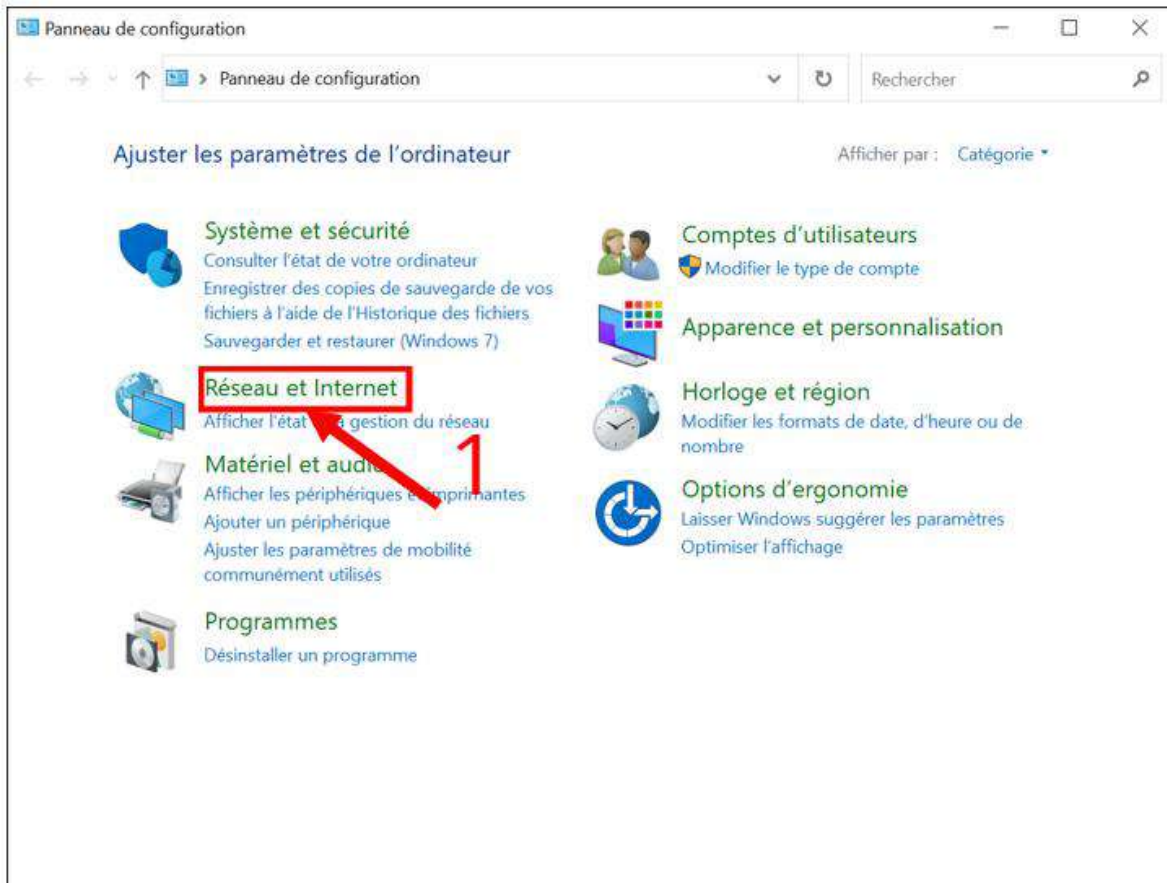 Panneau de configuration
Panneau de configuration
Rechercher
Ajuster les paramètres de l'ordinateur
Afficher par :
Catégorie
Système et sécurité
Consulter l'état de votre ordinateur
Enregistrer des copies de sauvegarde de vos
fichiers à l'aide de l'Historique des fichiers
Sauvegarder et restaurer (Windows 7)
Réseau et Internet
Afficher l'état gestion du réseau
1
Matériel et audio
Afficher les périphériques et imprimantes
Ajouter un périphérique
Ajuster les paramètres de mobilité
communément utilisés
Programmes
Désinstaller un programme
Comptes d'utilisateurs
Modifier le type de compte
Apparence et personnalisation
Horloge et région
Modifier les formats de date, d'heure ou de
nombre
Options d'ergonomie
Laisser Windows suggérer les paramètres
Optimiser l'affichage